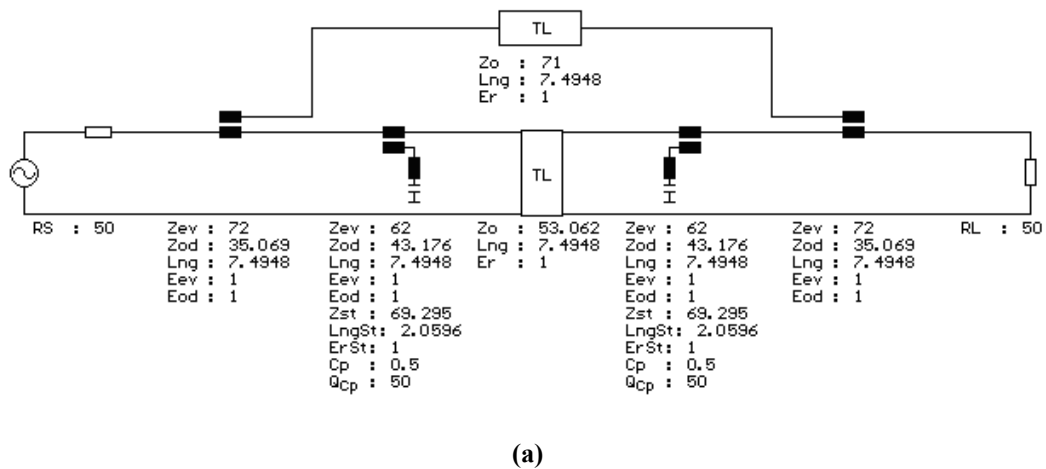 TL
Zo : 71
Lng : 7.4948
Er : 1
TL
RS : 50
Zev : 72
Zod : 35.069
Lng : 7.4948
Eev : 1
Eod : 1
Zev : 62
Zod : 43.176
Lng : 7.4948
Eev : 1
Eod : 1
Zst : 69.295
LngSt: 2.0596
ErSt: 1
Cp : 0.5
QCp : 50
Zo : 53.062
Lng : 7.4948
Er : 1
Zev : 62
Zod : 43.176
Lng : 7.4948
Eev : 1
Eod : 1
Zst : 69.295
LngSt: 2.0596
ErSt: 1
Cp : 0.5
QCp : 50
Zev : 72
Zod : 35.069
Lng : 7.4948
Eev : 1
Eod : 1
RL : 50
(a)